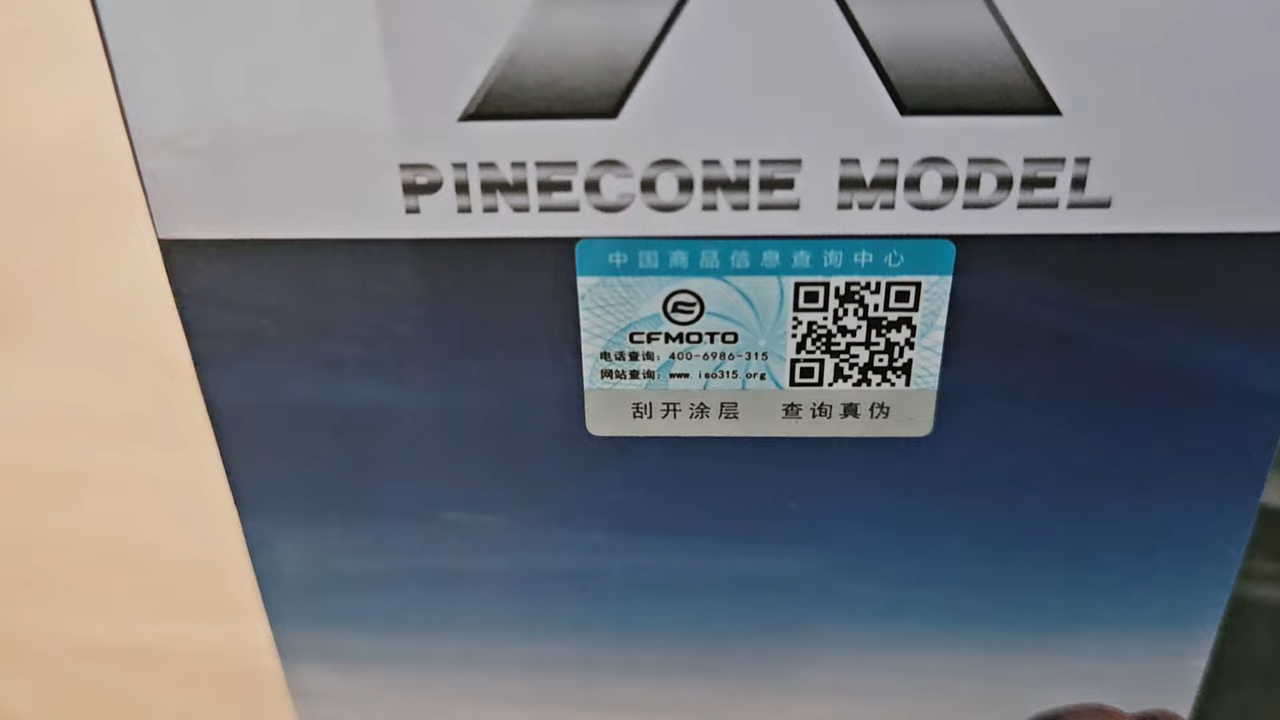 PINECONE MODEL
中国商品信息查询中心
CFMOTO
电话查询：400-6986-315
网站查询：www.iso315.org
刮开涂层 查询真伪